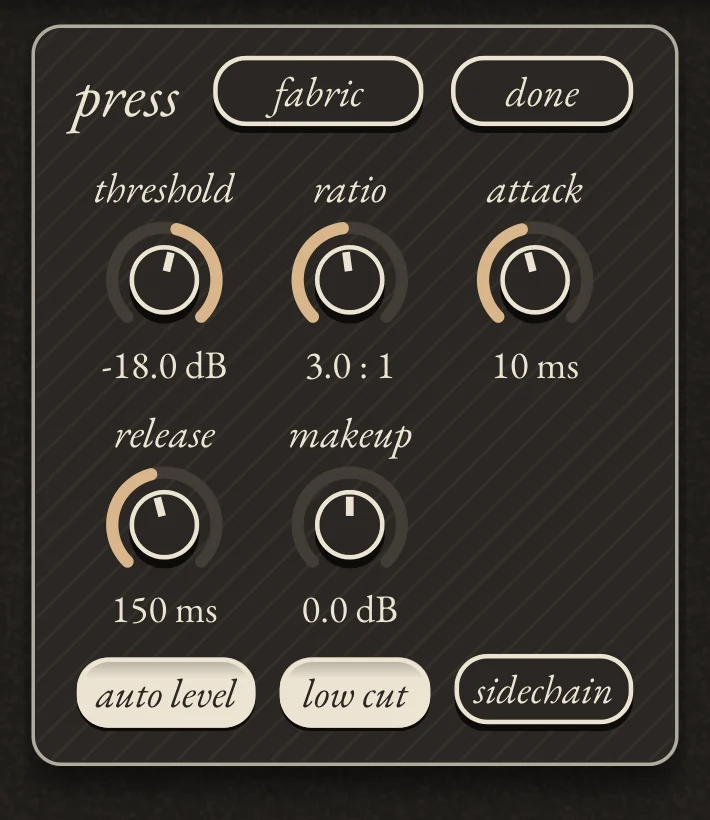 press fabric done
threshold ratio attack
-18.0 dB 3.0 : 1 10 ms
release makeup
150 ms 0.0 dB
auto level low cut sidechain